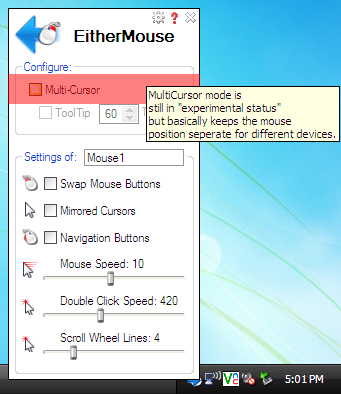 EitherMouse
Configure:
Multi-Cursor
MultiCursor mode is
still in "experimental status"
but basically keeps the mouse
position seperate for different devices.
ToolTip 60
Settings of: Mouse1
Swap Mouse Buttons
Mirrored Cursors
Navigation Buttons
Mouse Speed: 10
Double Click Speed: 420
Scroll Wheel Lines: 4
5:01 PM